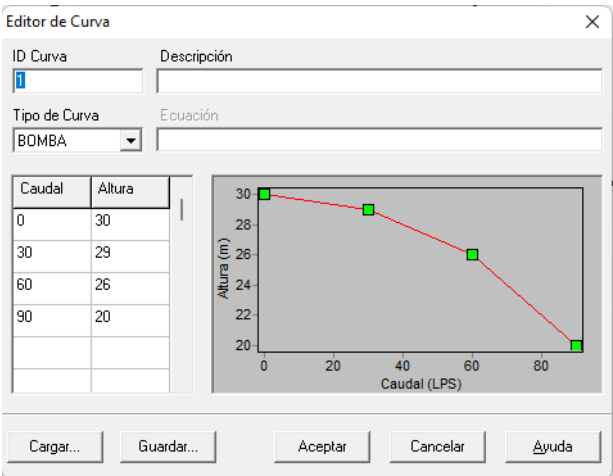 Editor de Curva
ID Curva Descripción
1
Tipo de Curva Ecuación
BOMBA
Caudal Altura
0 30
30 29
60 26
90 20
Altura (m)
30
28
26
24
22
20
0 20 40 60 80
Caudal (LPS)
Cargar... Guardar... Aceptar Cancelar Ayuda